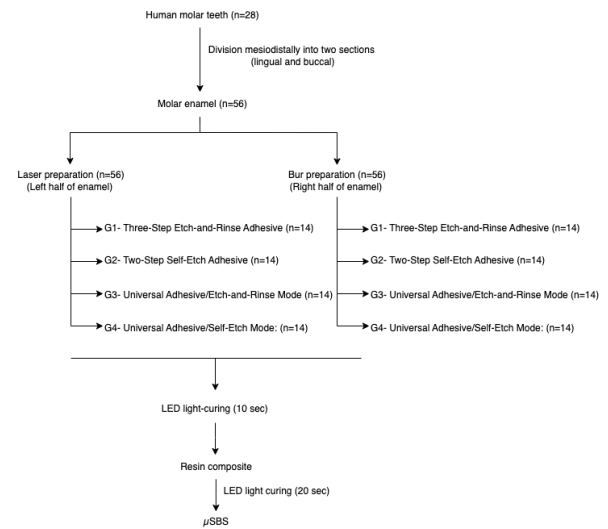 Human molar teeth (n=28)
Division mesiodistally into two sections
(lingual and buccal)
Molar enamel (n=56)
Laser preparation (n=56)
(Left half of enamel)
Bur preparation (n=56)
(Right half of enamel)
G1- Three-Step Etch-and-Rinse Adhesive (n=14)
G2- Two-Step Self-Etch Adhesive (n=14)
G3- Universal Adhesive/Etch-and-Rinse Mode (n=14)
G4- Universal Adhesive/Self-Etch Mode: (n=14)
G1- Three-Step Etch-and-Rinse Adhesive (n=14)
G2- Two-Step Self-Etch Adhesive (n=14)
G3- Universal Adhesive/Etch-and-Rinse Mode (n=14)
G4- Universal Adhesive/Self-Etch Mode: (n=14)
LED light-curing (10 sec)
Resin composite
LED light curing (20 sec)
µSBS